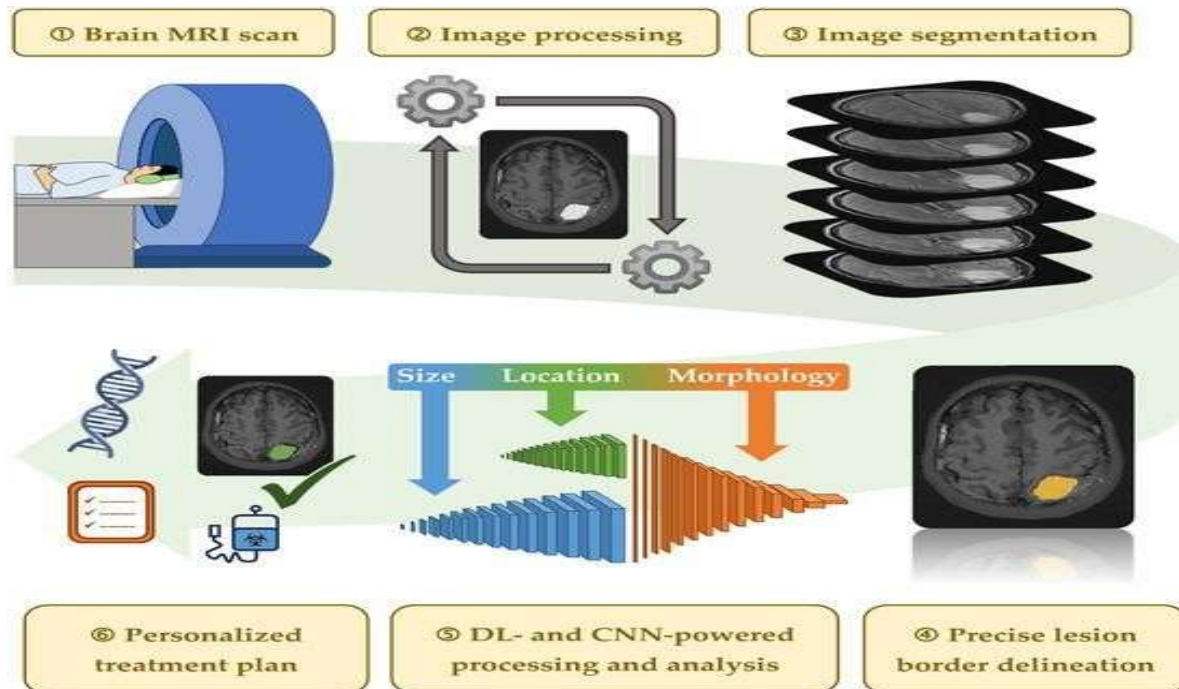 ① Brain MRI scan
② Image processing
③ Image segmentation
Size Location Morphology
⑥ Personalized
treatment plan
⑤ DL- and CNN-powered
processing and analysis
④ Precise lesion
border delineation